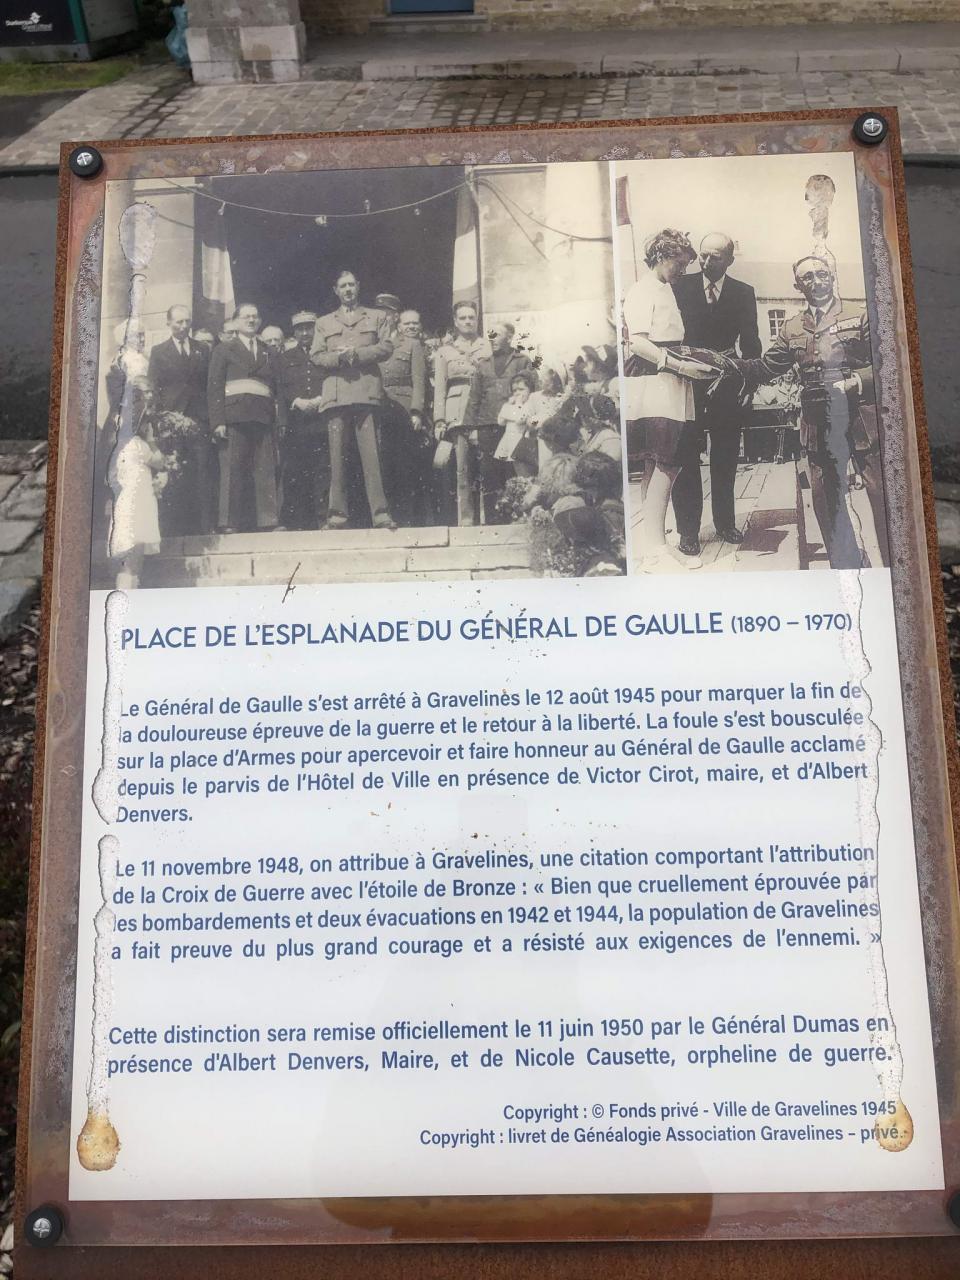 Dunkerque
PLACE DE L'ESPLANADE DU GÉNÉRAL DE GAULLE (1890 – 1970)
Le Général de Gaulle s'est arrêté à Gravelines le 12 août 1945 pour marquer la fin de
la douloureuse épreuve de la guerre et le retour à la liberté. La foule s'est bousculée
sur la place d'Armes pour apercevoir et faire honneur au Général de Gaulle acclamé
depuis le parvis de l'Hôtel de Ville en présence de Victor Cirot, maire, et d'Albert
Denvers.
Le 11 novembre 1948, on attribue à Gravelines, une citation comportant l'attribution
de la Croix de Guerre avec l'étoile de Bronze : « Bien que cruellement éprouvée par
les bombardements et deux évacuations en 1942 et 1944, la population de Gravelines
a fait preuve du plus grand courage et a résisté aux exigences de l'ennemi. »
Cette distinction sera remise officiellement le 11 juin 1950 par le Général Dumas en
présence d'Albert Denvers, Maire, et de Nicole Causette, orpheline de guerre.
Copyright : © Fonds privé - Ville de Gravelines 1945
Copyright : livret de Généalogie Association Gravelines – privé.